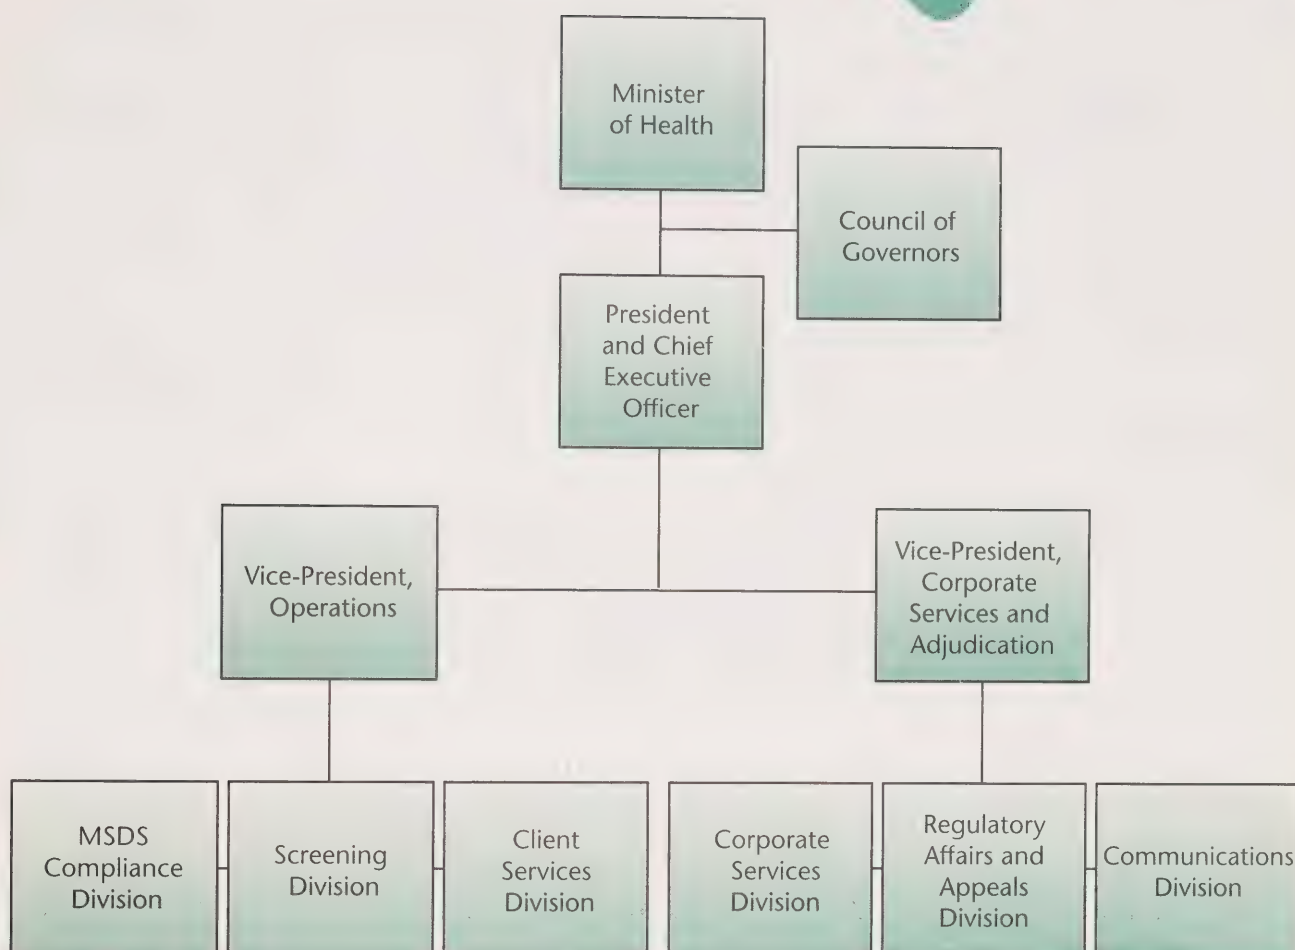 Minister
of Health
Council of
Governors
President
and Chief
Executive
Officer
Vice-President,
Operations
Vice-President,
Corporate
Services and
Adjudication
MSDS
Compliance
Division
Screening
Division
Client
Services
Division
Corporate
Services
Division
Regulatory
Affairs and
Appeals
Division
Communications
Division